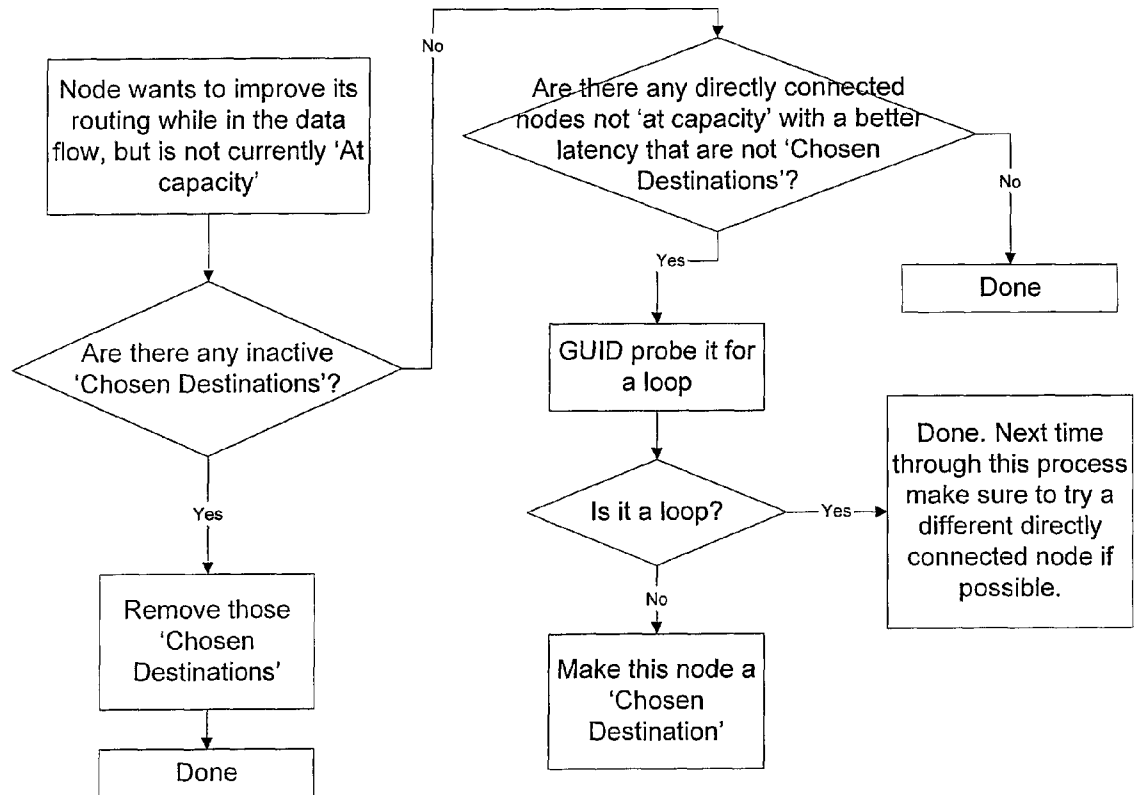 Node wants to improve its
routing while in the data
flow, but is not currently ‘At
capacity’
Are there any inactive
‘Chosen Destinations’?
Yes
Remove those
‘Chosen
Destinations’
Done
No
Are there any directly connected
nodes not ‘at capacity’ with a better
latency that are not ‘Chosen
Destinations’?
No
Done
Yes
GUID probe it for
a loop
Is it a loop?
Yes
Done. Next time
through this process
make sure to try a
different directly
connected node if
possible.
No
Make this node a
‘Chosen
Destination’